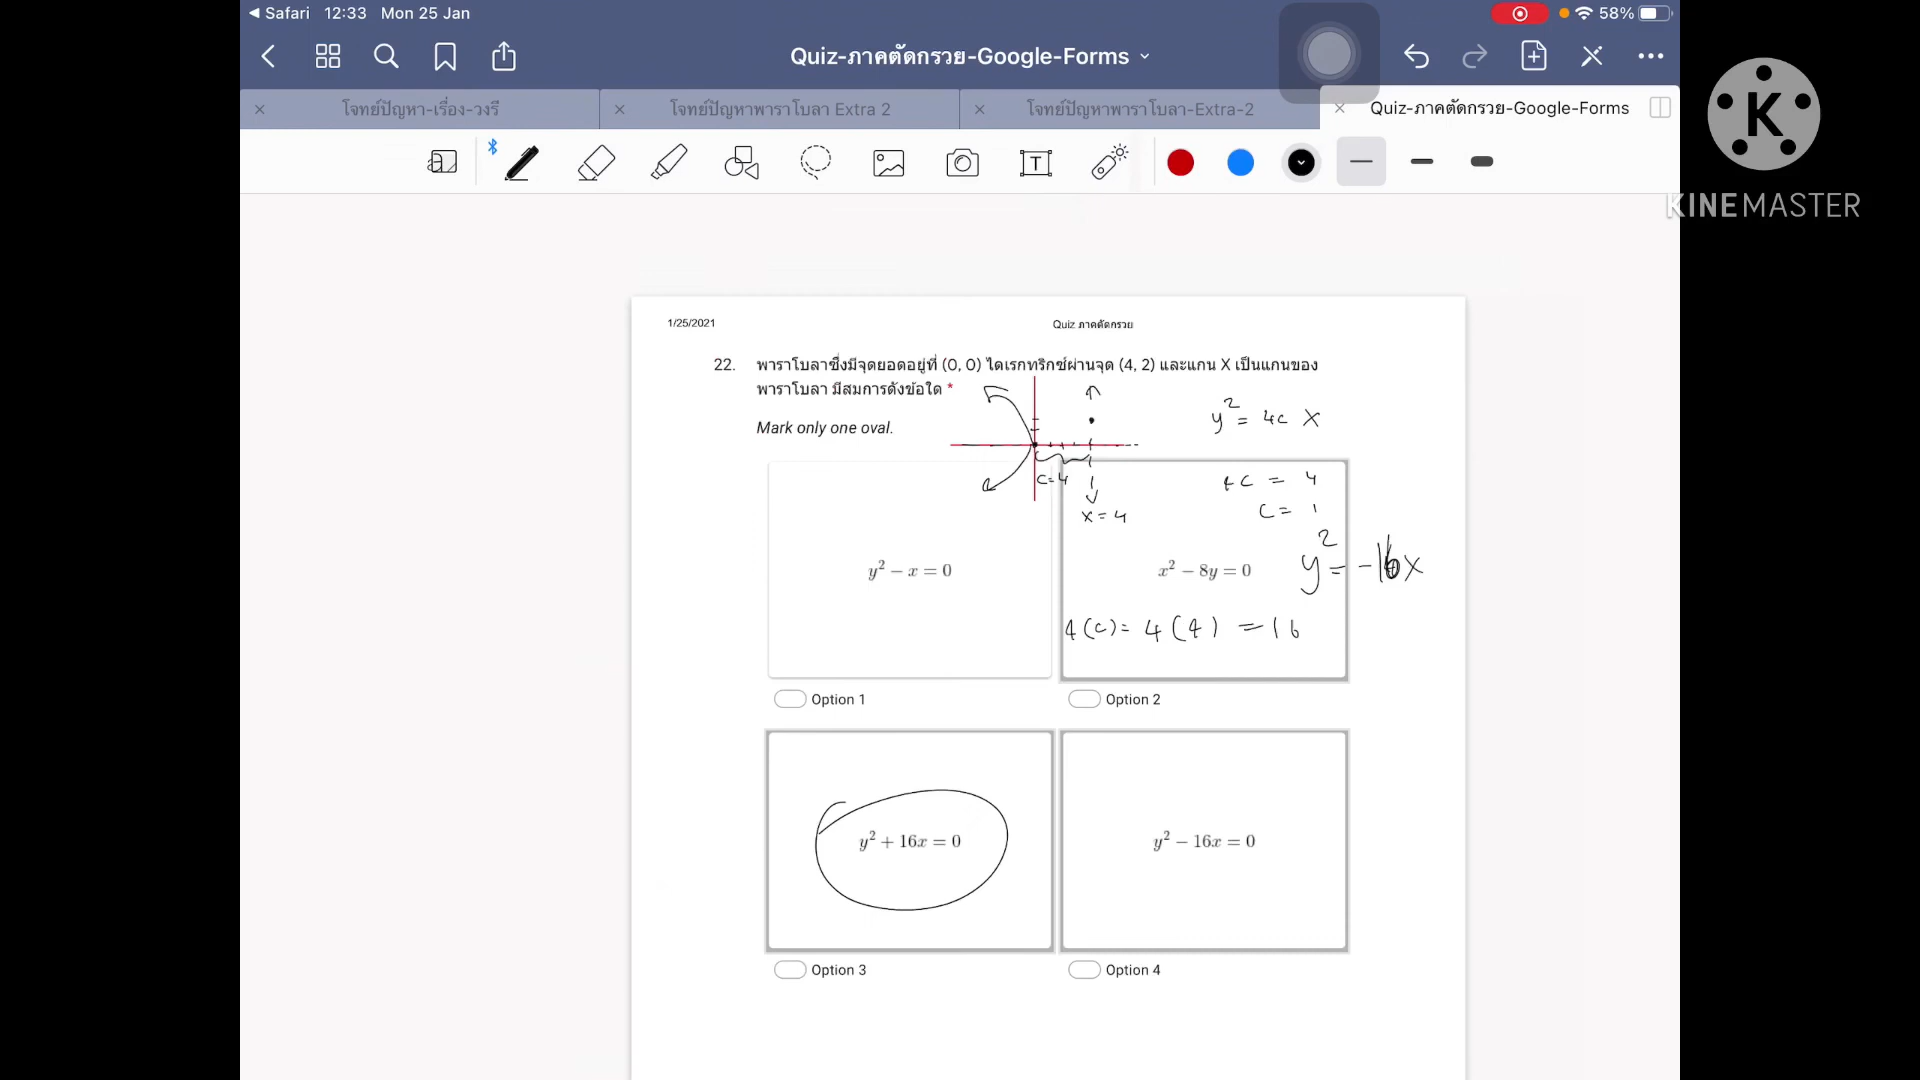 Safari 12:33 Mon 25 Jan 58%
Quiz-ภาคตัดกรวย-Google-Forms
โจทย์ปัญหา-เรื่อง-วงรี โจทย์ปัญหาพาราโบลา Extra 2 โจทย์ปัญหาพาราโบลา-Extra-2 Quiz-ภาคตัดกรวย-Google-Forms
K
KINEMASTER
1/25/2021 Quiz ภาคตัดกรวย
22. พาราโบลาซึ่งมีจุดยอดอยู่ที่ (0, 0) ไดเรกทริกซ์ผ่านจุด (4, 2) และแกน X เป็นแกนของ
พาราโบลา มีสมการดังข้อใด *
Mark only one oval.
y² = 4c X
c=4
x = 4
4c = 4
c = 1
y² − x = 0
x² − 8y = 0
y² = -16x
4(c) = 4(4) = 16
Option 1
Option 2
y² + 16x = 0
y² − 16x = 0
Option 3
Option 4